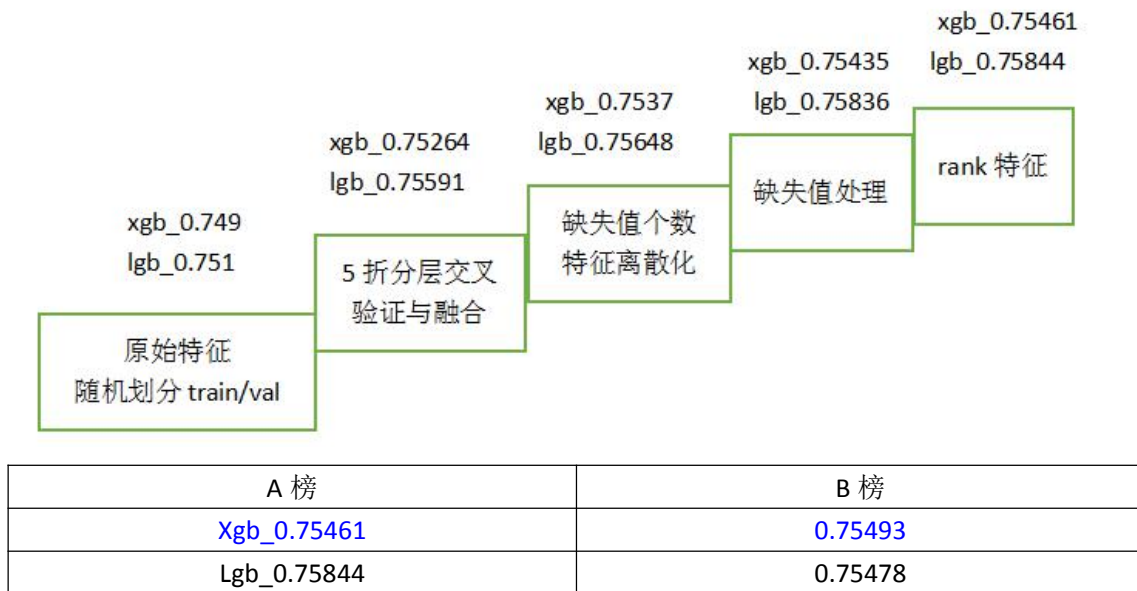 xgb_0.749
lgb_0.751
原始特征
随机划分 train/val
xgb_0.75264
lgb_0.75591
5 折分层交叉
验证与融合
xgb_0.7537
lgb_0.75648
缺失值个数
特征离散化
xgb_0.75435
lgb_0.75836
缺失值处理
xgb_0.75461
lgb_0.75844
rank 特征
A 榜 B 榜
Xgb_0.75461 0.75493
Lgb_0.75844 0.75478